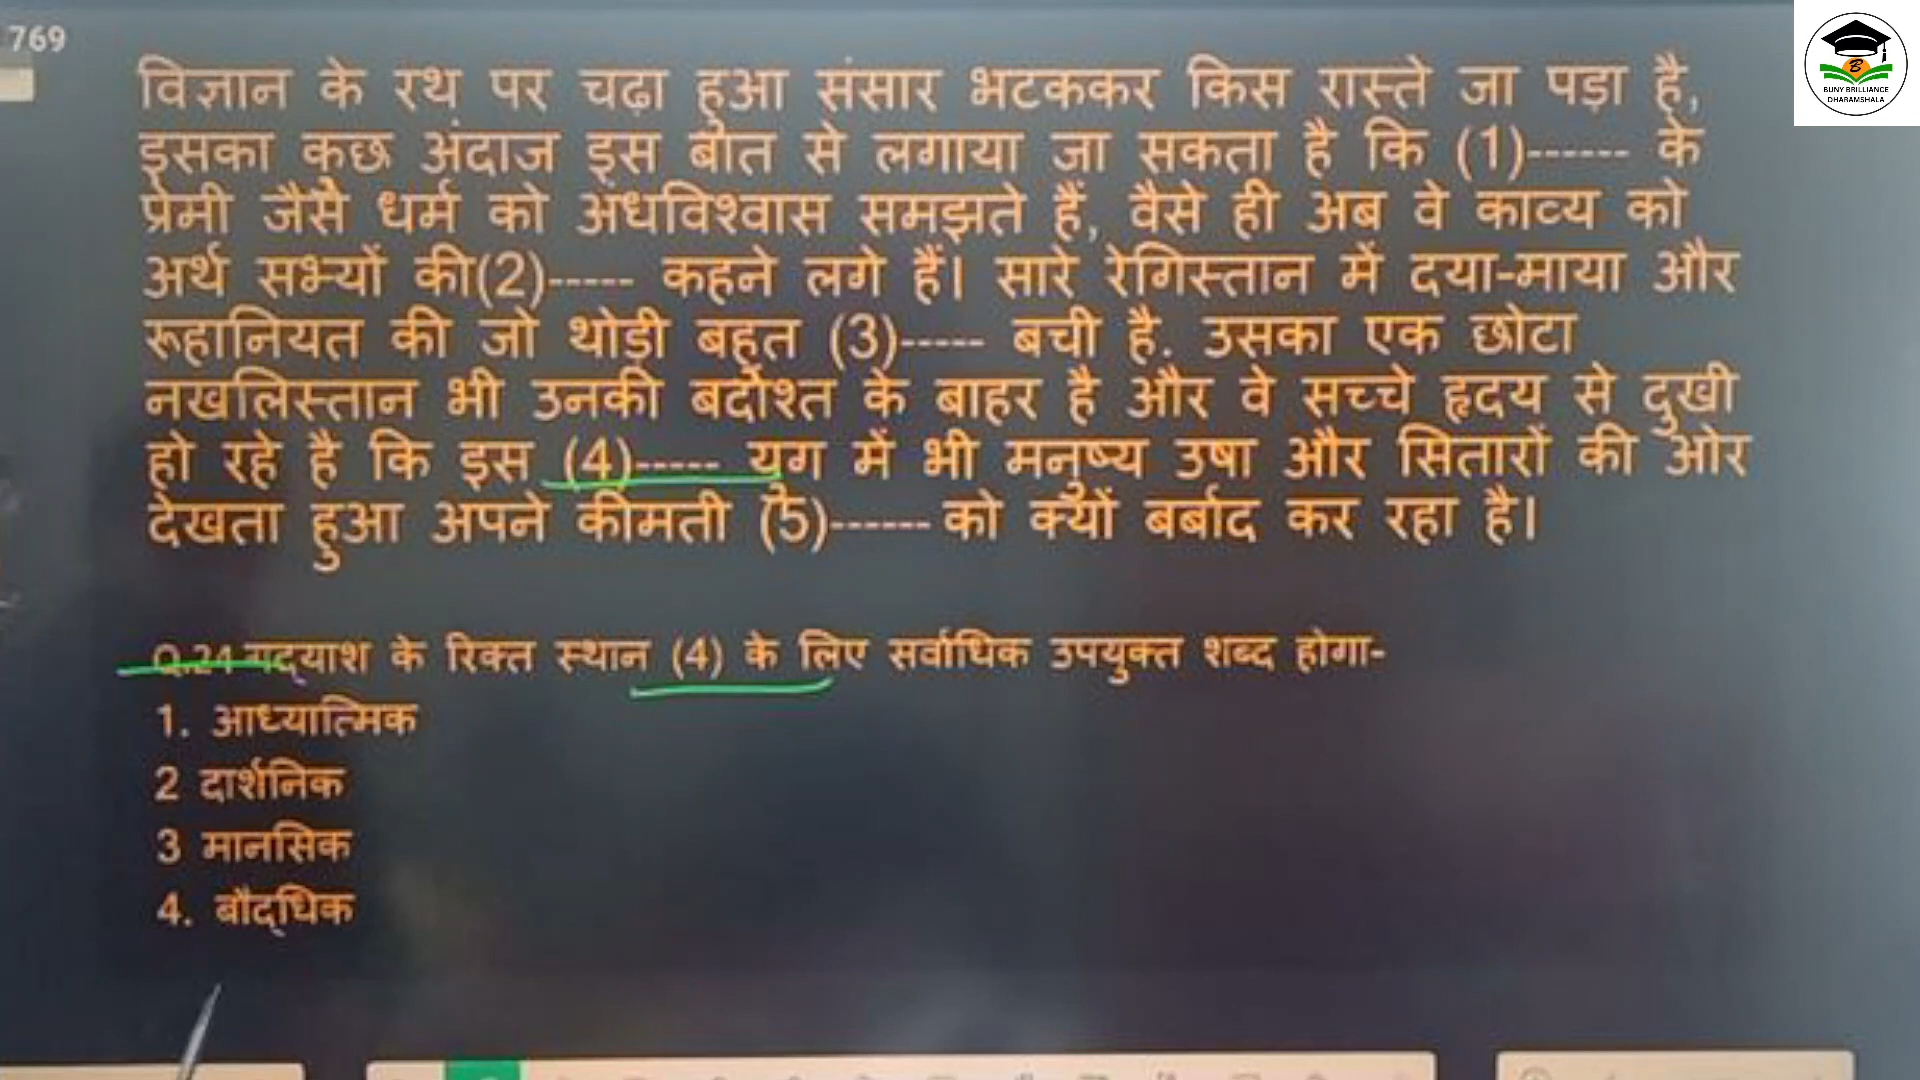 769
BUNY BRILLIANCE
DHARAMSHALA
विज्ञान के रथ पर चढ़ा हुआ संसार भटककर किस रास्ते जा पड़ा है,
इसका कुछ अंदाज इस बात से लगाया जा सकता है कि (1)------ के
प्रेमी जैसे धर्म को अंधविश्वास समझते हैं, वैसे ही अब वे काव्य को
अर्थ सभ्यों की(2)----- कहने लगे हैं। सारे रेगिस्तान में दया-माया और
रूहानियत की जो थोड़ी बहुत (3)----- बची है. उसका एक छोटा
नखलिस्तान भी उनकी बर्दाश्त के बाहर है और वे सच्चे हृदय से दुखी
हो रहे है कि इस (4)----- युग में भी मनुष्य उषा और सितारों की ओर
देखता हुआ अपने कीमती (5)------ को क्यों बर्बाद कर रहा है।
Q.24 गद्याश के रिक्त स्थान (4) के लिए सर्वाधिक उपयुक्त शब्द होगा-
1. आध्यात्मिक
2 दार्शनिक
3 मानसिक
4. बौद्धिक